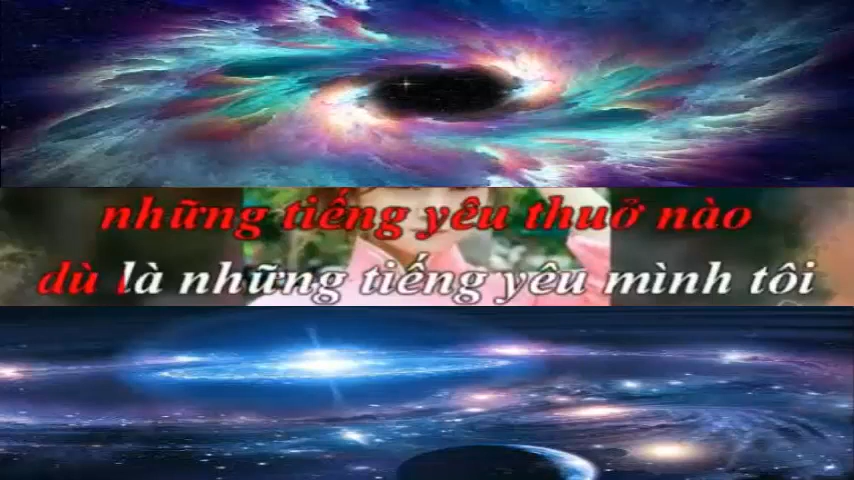 những tiếng yêu thuở nào
dù là những tiếng yêu mình tôi